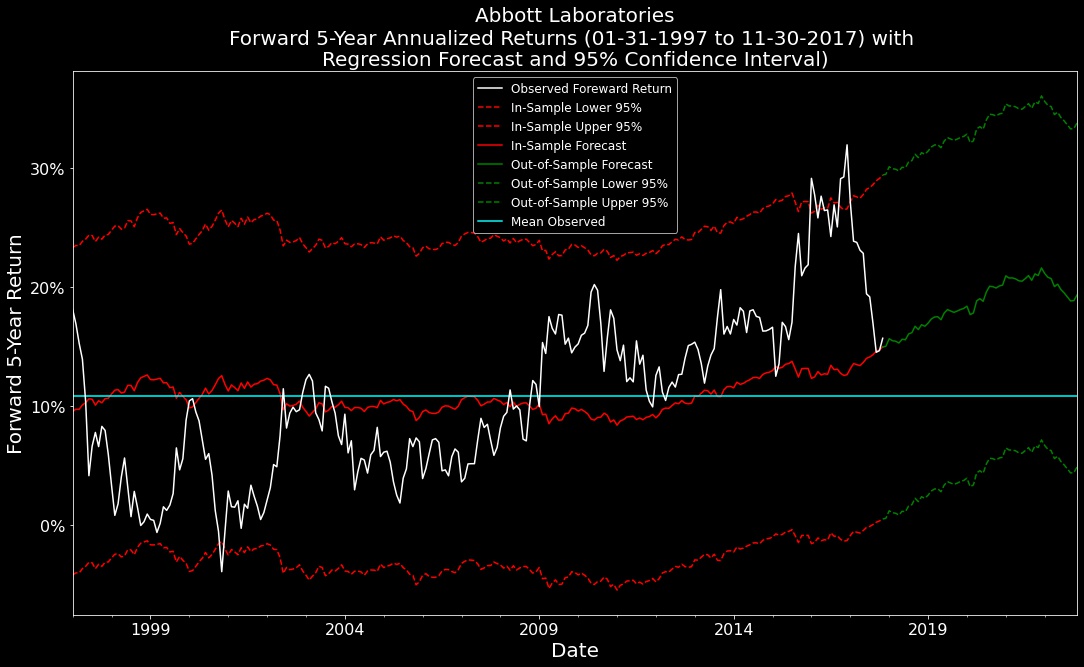 Abbott Laboratories
Forward 5-Year Annualized Returns (01-31-1997 to 11-30-2017) with
Regression Forecast and 95% Confidence Interval)
Observed Foreward Return
In-Sample Lower 95%
In-Sample Upper 95%
In-Sample Forecast
Out-of-Sample Forecast
Out-of-Sample Lower 95%
Out-of-Sample Upper 95%
Mean Observed
Forward 5-Year Return
30%
20%
10%
0%
1999
2004
2009
2014
2019
Date